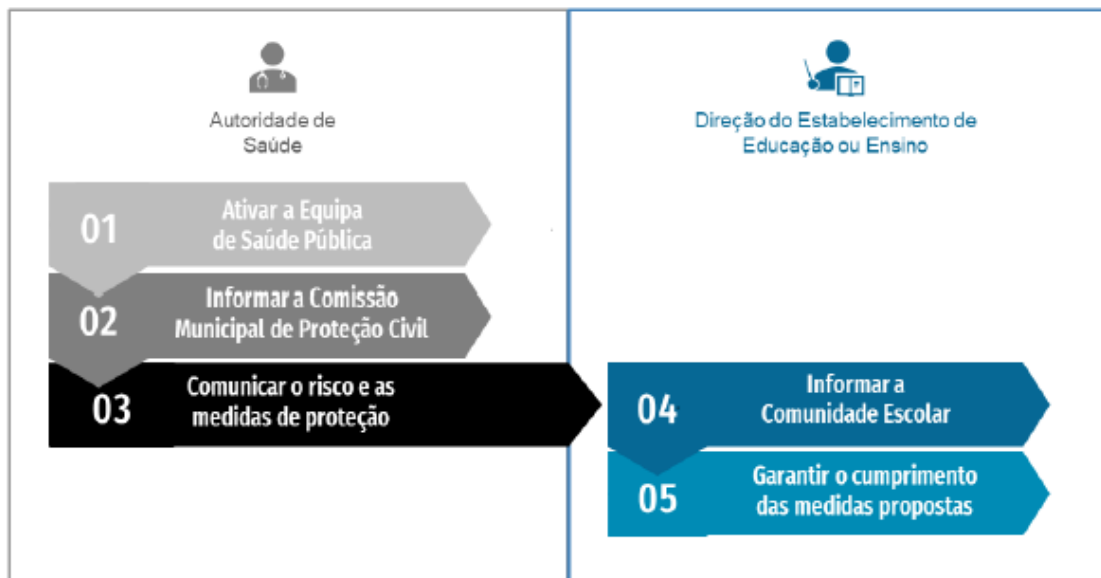 Autoridade de
Saúde
01
Ativar a Equipa
de Saúde Pública
02
Informar a Comissão
Municipal de Proteção Civil
03
Comunicar o risco e as
medidas de proteção
Direção do Estabelecimento de
Educação ou Ensino
04
Informar a
Comunidade Escolar
05
Garantir o cumprimento
das medidas propostas